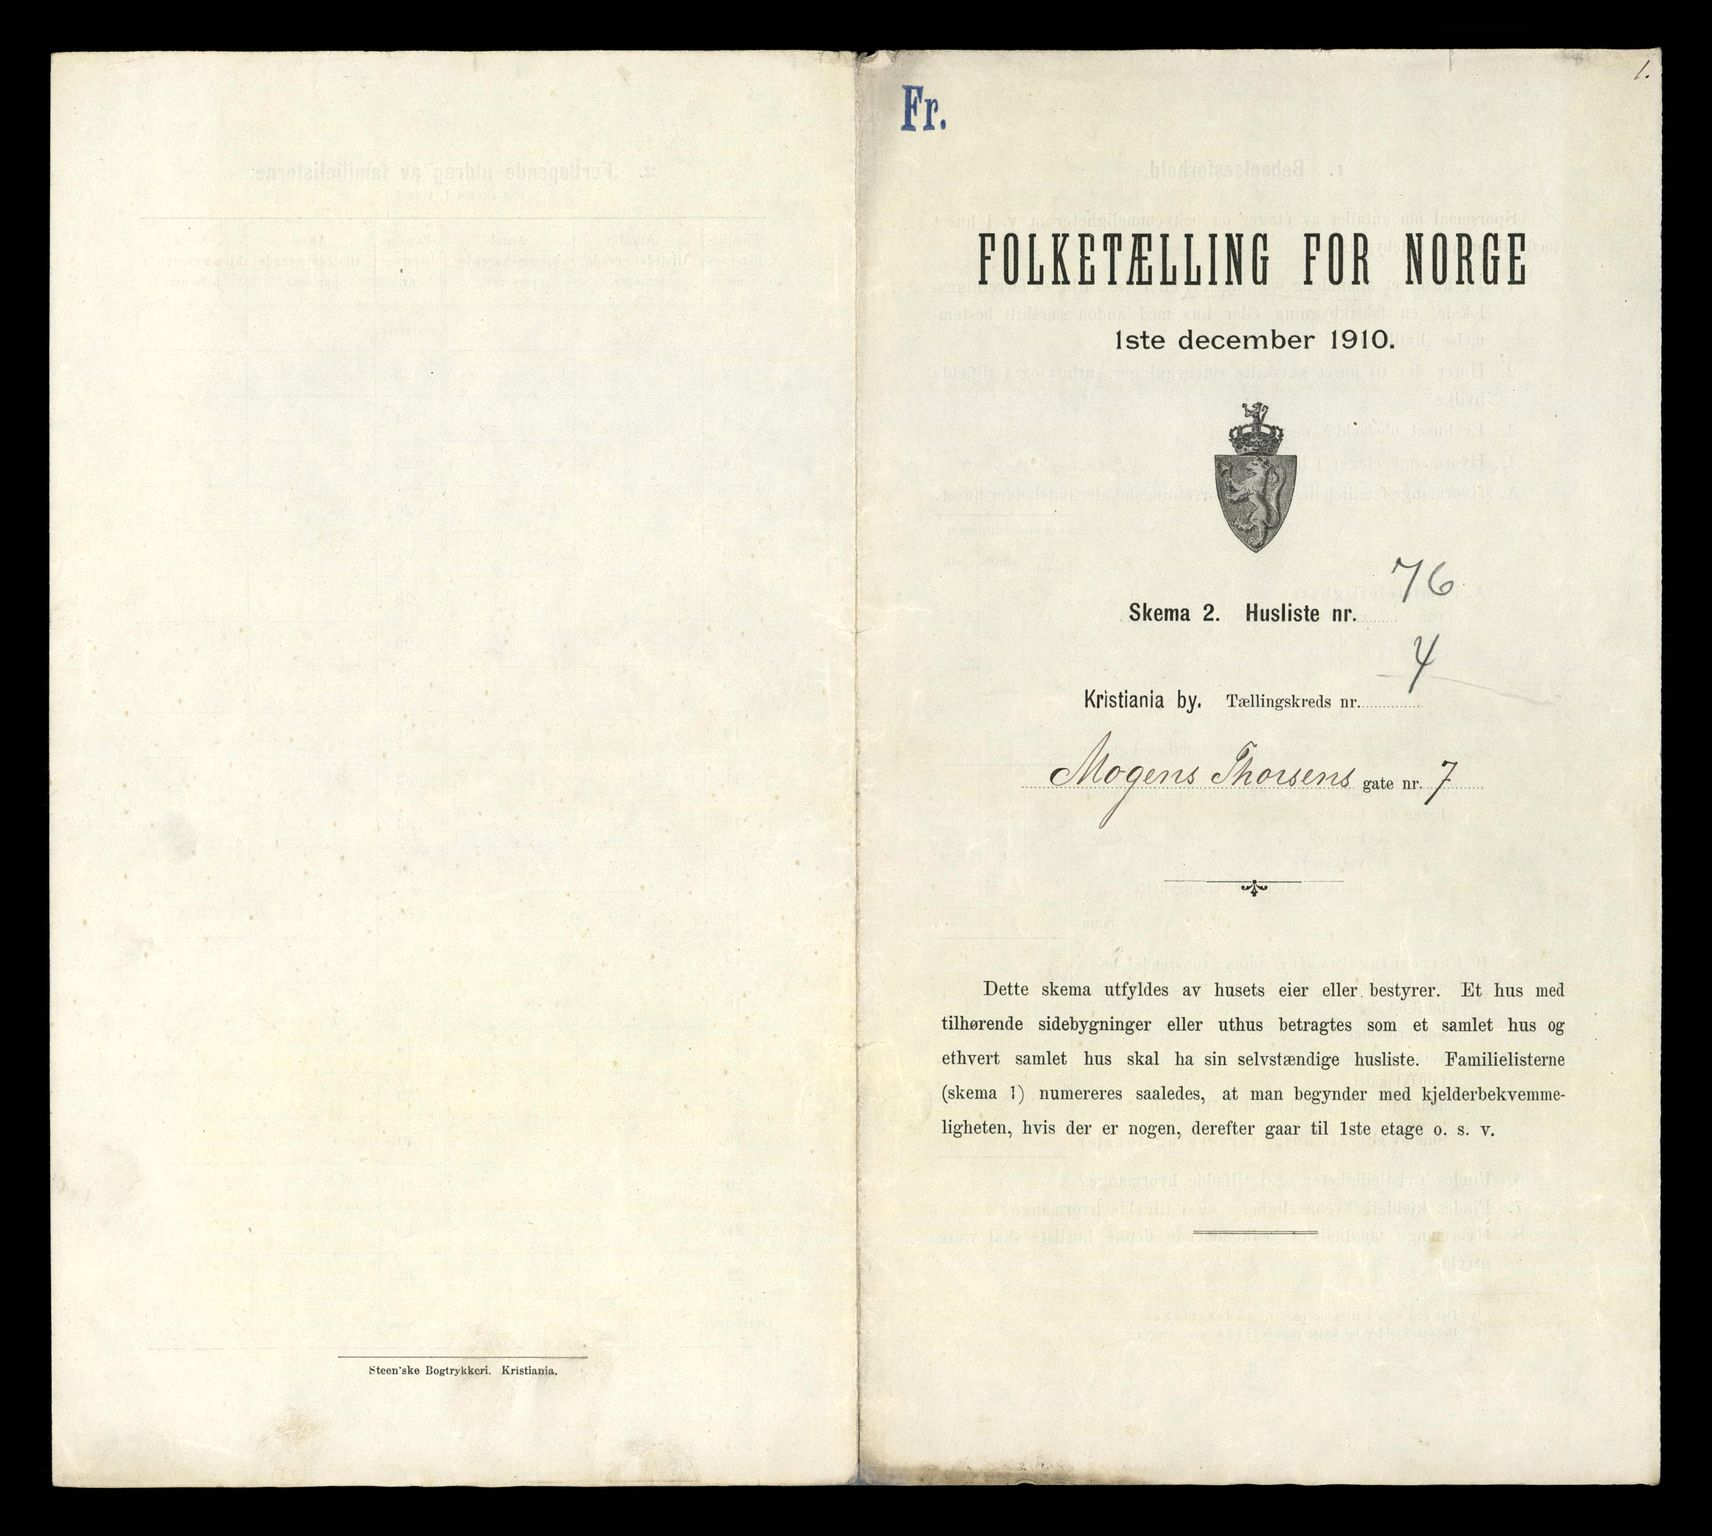 Steen'ske Bogtrykkeri. Kristiania.
1.
Fr.
FOLKETÆLLING FOR NORGE
1ste december 1910.
Skema 2. Husliste nr. 76
Kristiania by. Tællingskreds nr. 4
Mogens Thorsens gate nr. 7
Dette skema utfyldes av husets eier eller bestyrer. Et hus med
tilhørende sidebygninger eller uthus betragtes som et samlet hus og
ethvert samlet hus skal ha sin selvstændige husliste. Familielisterne
(skema 1) numereres saaledes, at man begynder med kjelderbekvemme-
ligheten, hvis der er nogen, derefter gaar til 1ste etage o. s. v.